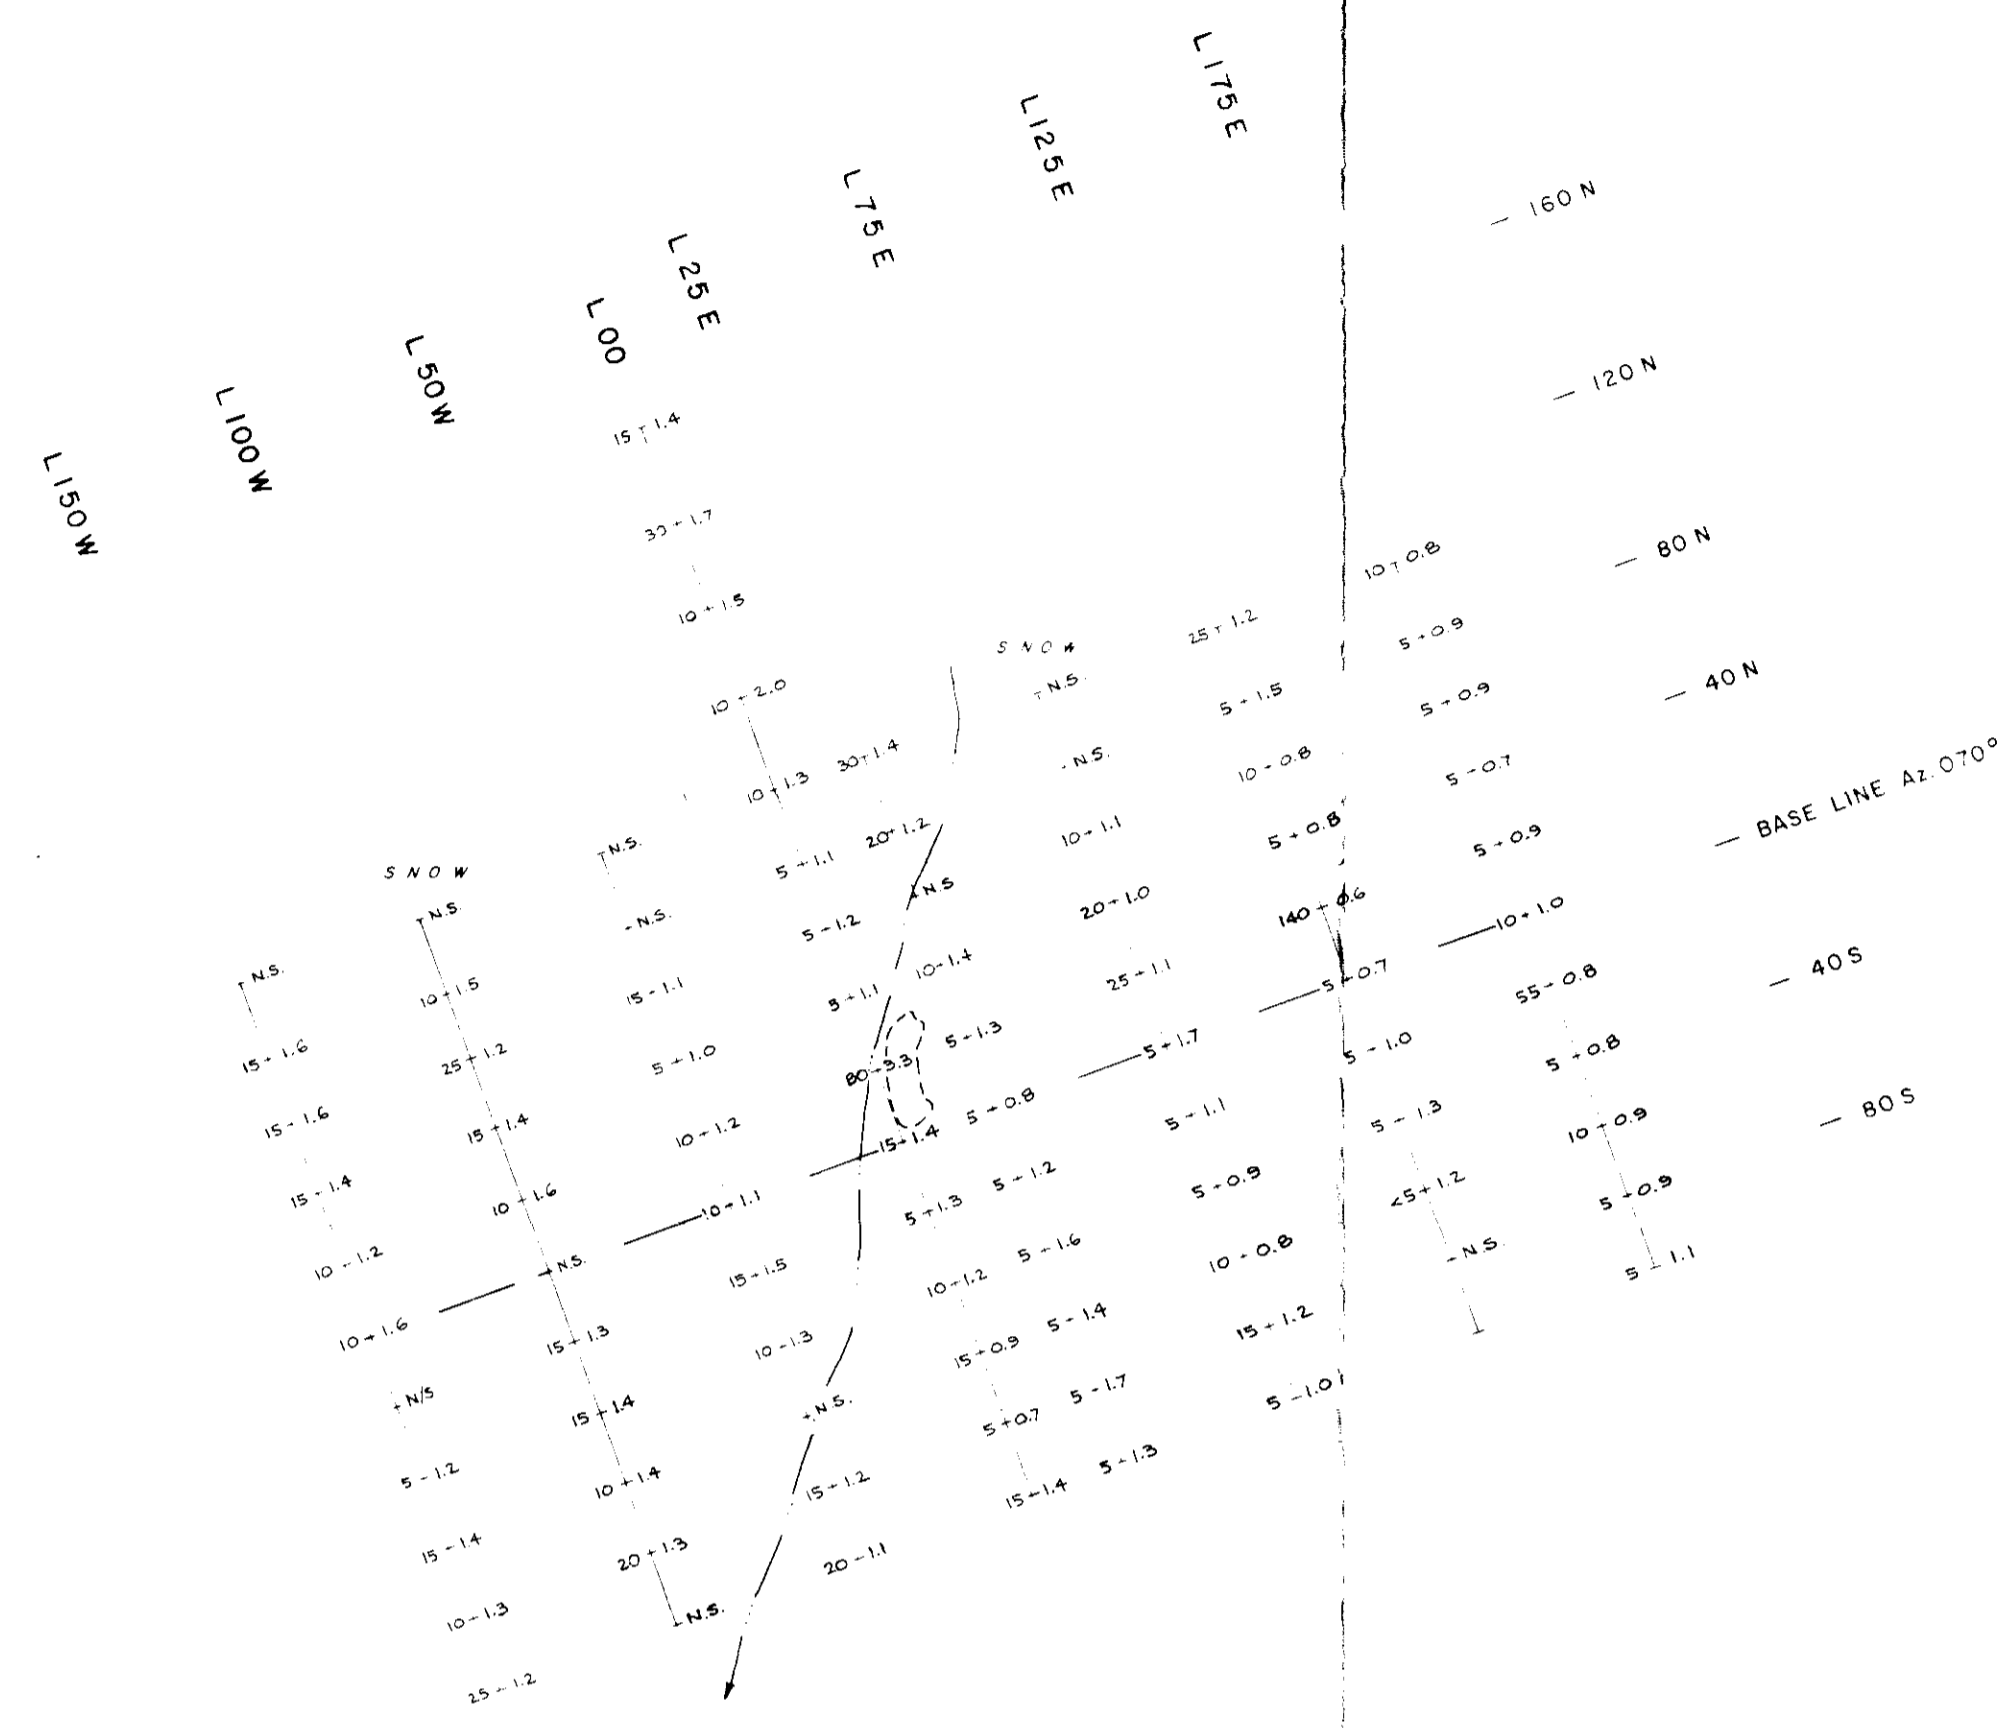 L 175 E
L 125 E
L 75 E
L 25 E
L 00
L 50 W
L 100 W
L 150 W
— 160 N
— 120 N
— 80 N
— 40 N
— BASE LINE Az. 070°
— 40 S
— 80 S
SNOW
SNOW
N.S.
15 + 1.6
15 - 1.6
15 - 1.4
10 - 1.2
10 + 1.6
+ N/S
5 - 1.2
15 - 1.4
10 - 1.3
25 - 1.2
N.S.
10 + 1.5
25 + 1.2
15 + 1.4
10 + 1.6
N.S.
15 + 1.3
15 + 1.4
10 + 1.4
20 + 1.3
N.S.
N.S.
- N.S.
15 - 1.1
5 + 1.0
10 + 1.2
10 + 1.1
15 + 1.5
10 - 1.3
+ N.S.
15 + 1.2
20 - 1.1
15 1.4
30 + 1.7
10 + 1.5
10 + 2.0
10 + 1.3
5 + 1.1
5 - 1.2
5 + 1.1
80 - 3.3
15 + 1.4
5 + 1.3
10 + 1.2
15 + 0.9
5 + 0.7
15 - 1.4
30 1.4
20 + 1.2
+ N.S
10 - 1.4
5 + 1.3
5 + 0.8
5 - 1.2
5 - 1.6
5 - 1.4
5 - 1.7
5 - 1.3
N.S.
- N.S.
10 + 1.1
20 + 1.0
25 + 1.1
5 + 1.7
5 - 1.1
5 + 0.9
10 - 0.8
15 + 1.2
5 - 1.0
25 1.2
5 + 1.5
10 - 0.8
5 + 0.8
140 + 0.6
5 + 0.7
5 - 1.0
5 - 1.3
<5 + 1.2
- N.S.
10 0.8
5 + 0.9
5 + 0.9
5 - 0.7
5 + 0.9
10 + 1.0
55 - 0.8
5 + 0.8
10 + 0.9
5 + 0.9
5 1.1